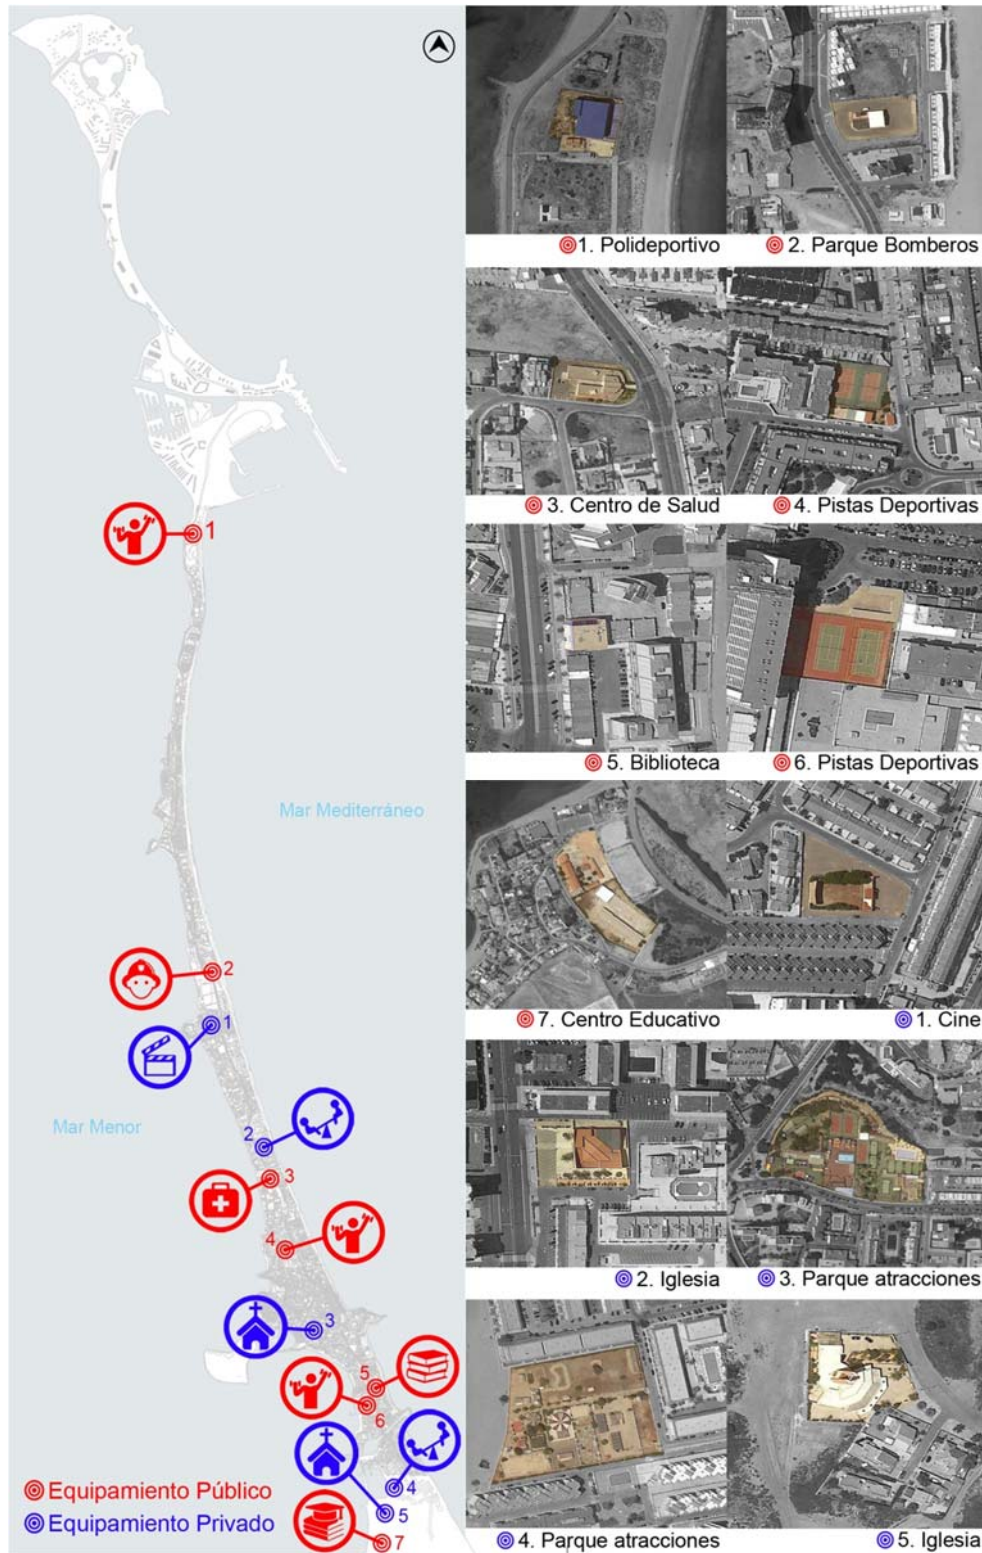 1
Mar Mediterráneo
2
1
Mar Menor
2
3
4
3
5
6
4
5
7
Equipamiento Público
Equipamiento Privado
1. Polideportivo
2. Parque Bomberos
3. Centro de Salud
4. Pistas Deportivas
5. Biblioteca
6. Pistas Deportivas
7. Centro Educativo
1. Cine
2. Iglesia
3. Parque atracciones
4. Parque atracciones
5. Iglesia